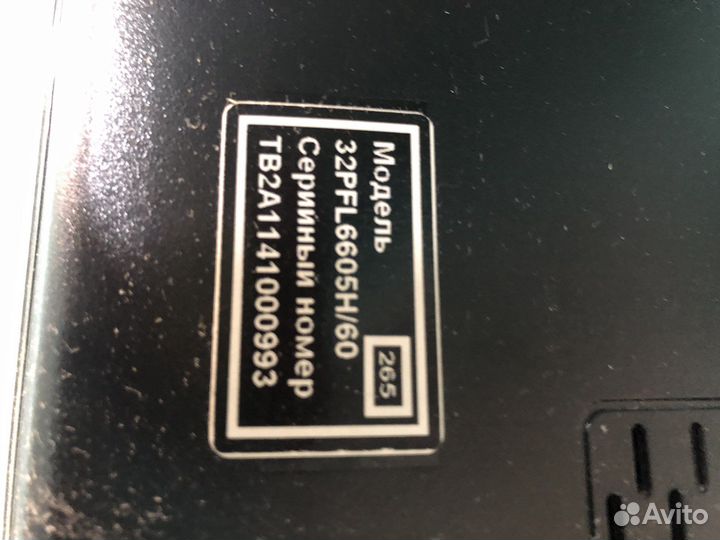 Модель
32PFL6605H/60
265
Серийный номер
TB2A1141000993
Avito